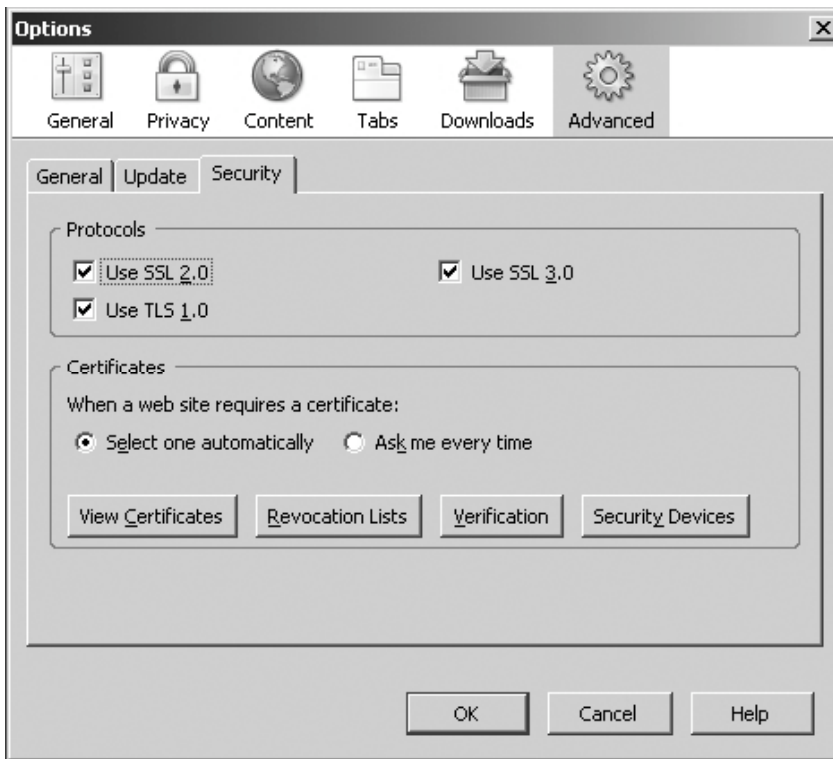 Options
General Privacy Content Tabs Downloads Advanced
General Update Security
Protocols
Use SSL 2.0 Use SSL 3.0
Use TLS 1.0
Certificates
When a web site requires a certificate:
Select one automatically Ask me every time
View Certificates Revocation Lists Verification Security Devices
OK Cancel Help